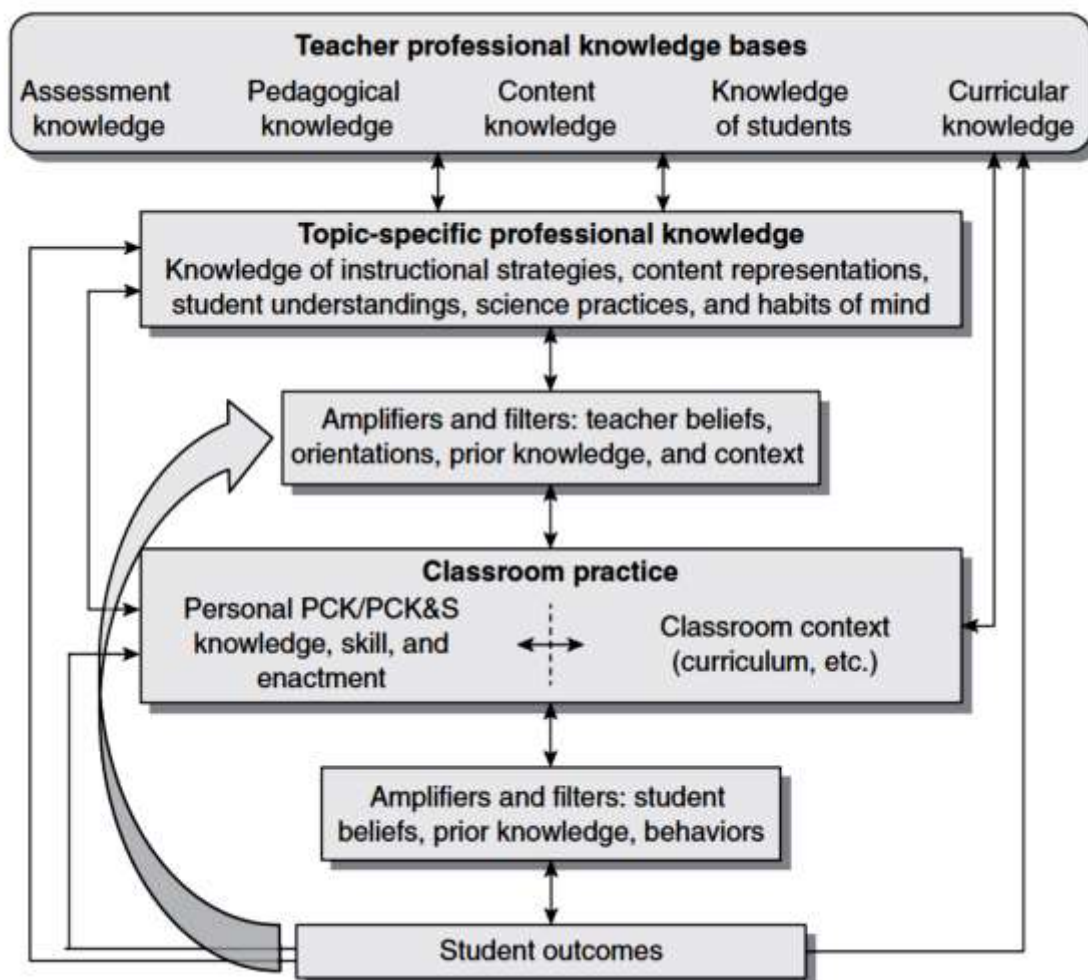 Teacher professional knowledge bases
Assessment knowledge
Pedagogical knowledge
Content knowledge
Knowledge of students
Curricular knowledge
Topic-specific professional knowledge
Knowledge of instructional strategies, content representations,
student understandings, science practices, and habits of mind
Amplifiers and filters: teacher beliefs,
orientations, prior knowledge, and context
Classroom practice
Personal PCK/PCK&S
knowledge, skill, and
enactment
Classroom context
(curriculum, etc.)
Amplifiers and filters: student
beliefs, prior knowledge, behaviors
Student outcomes